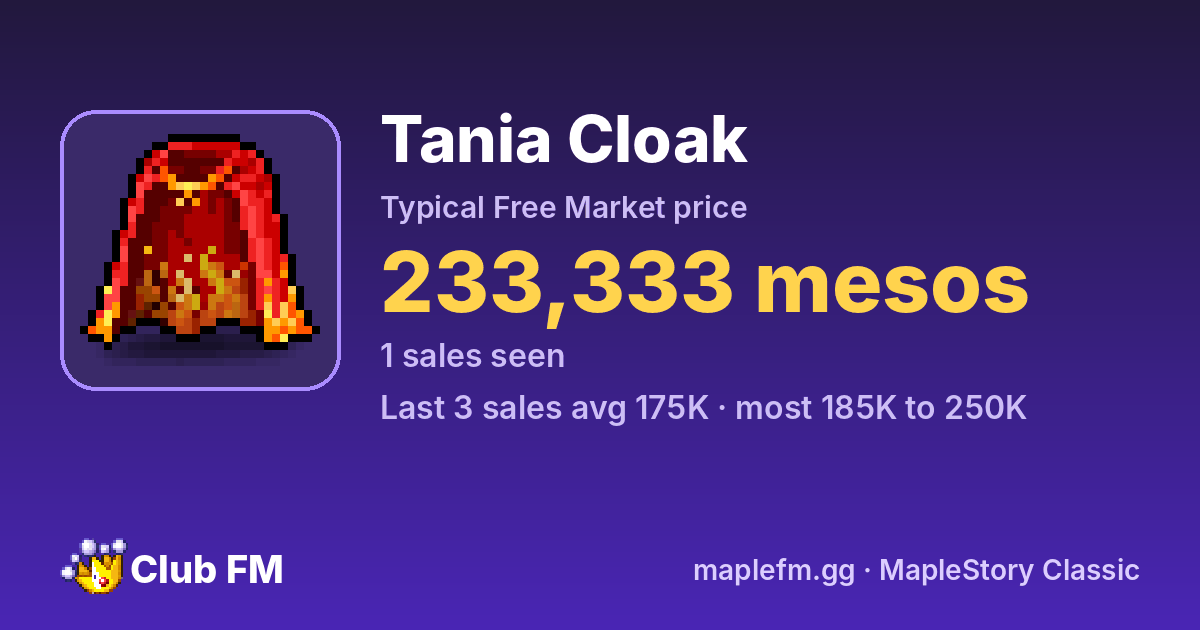 Tania Cloak
Typical Free Market price
233,333 mesos
1 sales seen
Last 3 sales avg 175K · most 185K to 250K
Club FM
maplefm.gg · MapleStory Classic